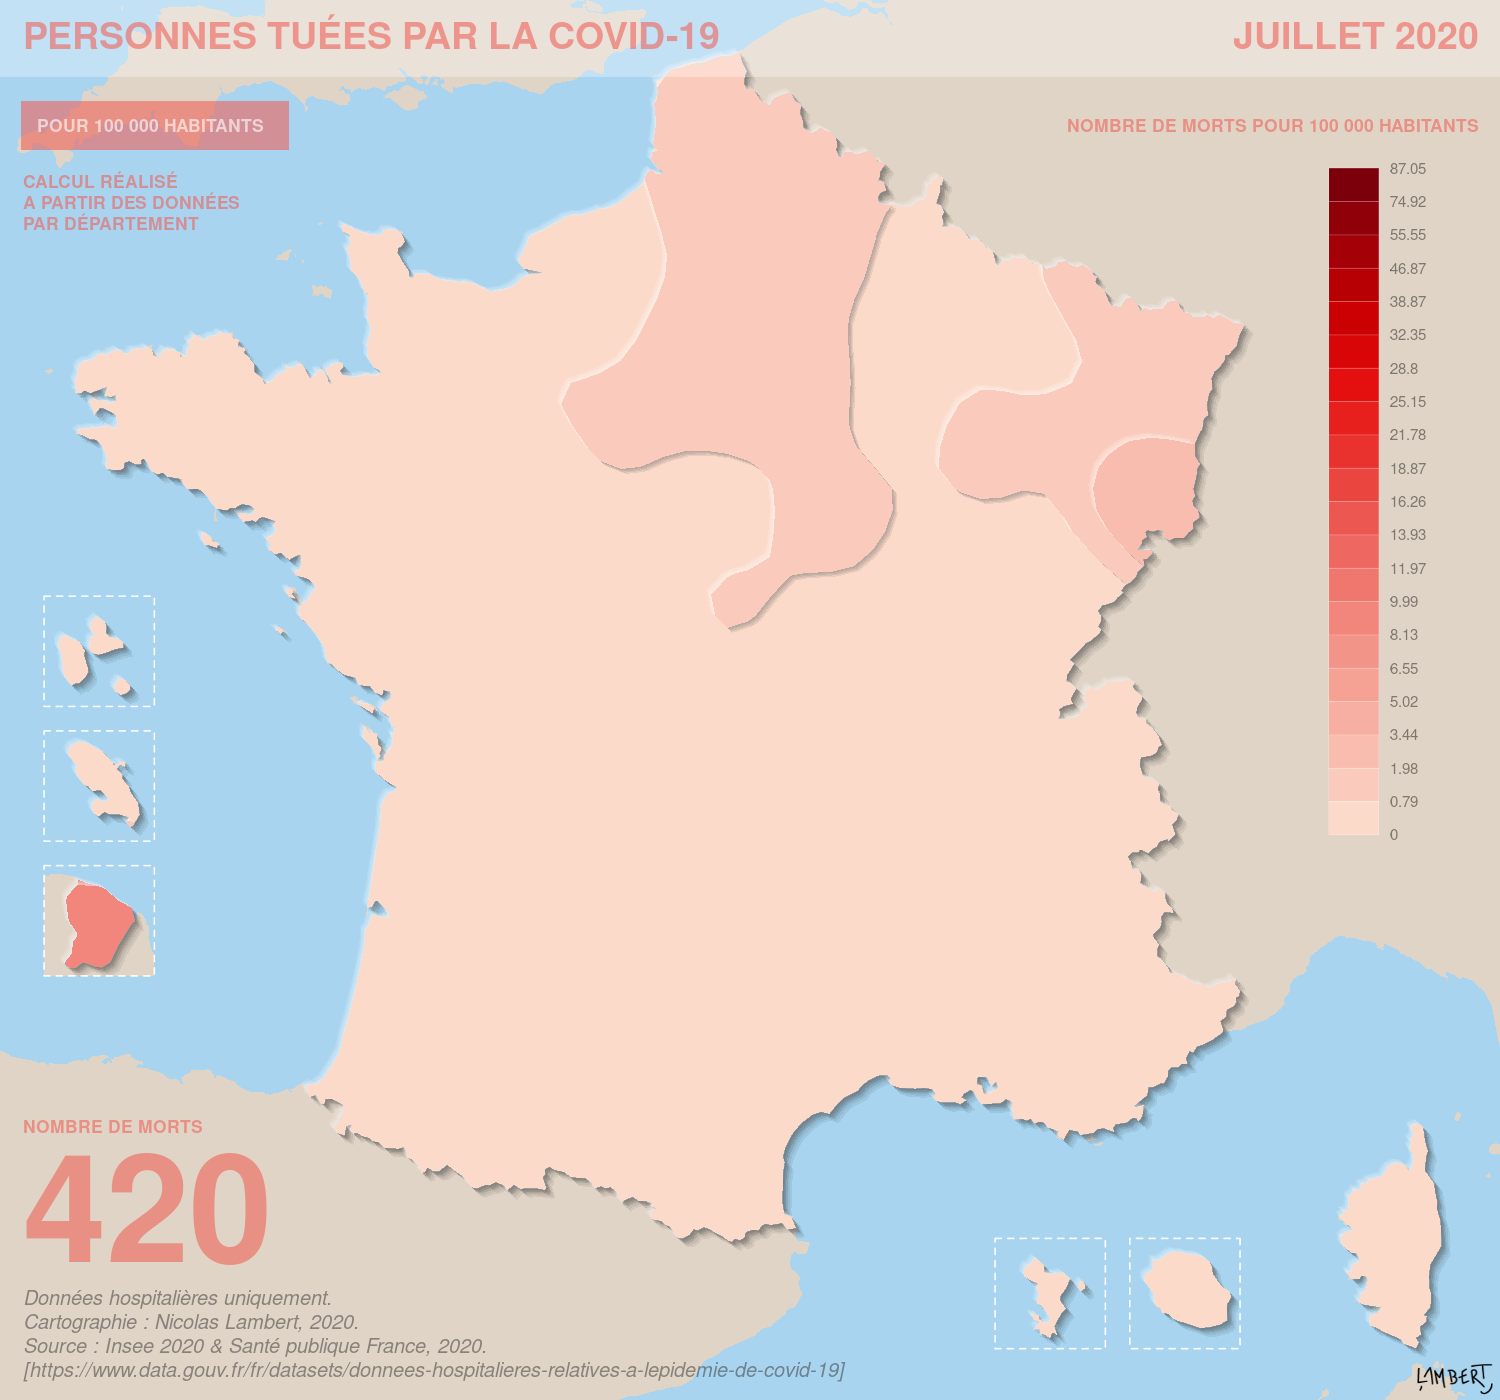 PERSONNES TUÉES PAR LA COVID-19
JUILLET 2020
POUR 100 000 HABITANTS
CALCUL RÉALISÉ
A PARTIR DES DONNÉES
PAR DÉPARTEMENT
NOMBRE DE MORTS POUR 100 000 HABITANTS
87.05
74.92
55.55
46.87
38.87
32.35
28.8
25.15
21.78
18.87
16.26
13.93
11.97
9.99
8.13
6.55
5.02
3.44
1.98
0.79
0
NOMBRE DE MORTS
420
Données hospitalières uniquement.
Cartographie : Nicolas Lambert, 2020.
Source : Insee 2020 & Santé publique France, 2020.
[https://www.data.gouv.fr/fr/datasets/donnees-hospitalieres-relatives-a-lepidemie-de-covid-19]
LAMBERT